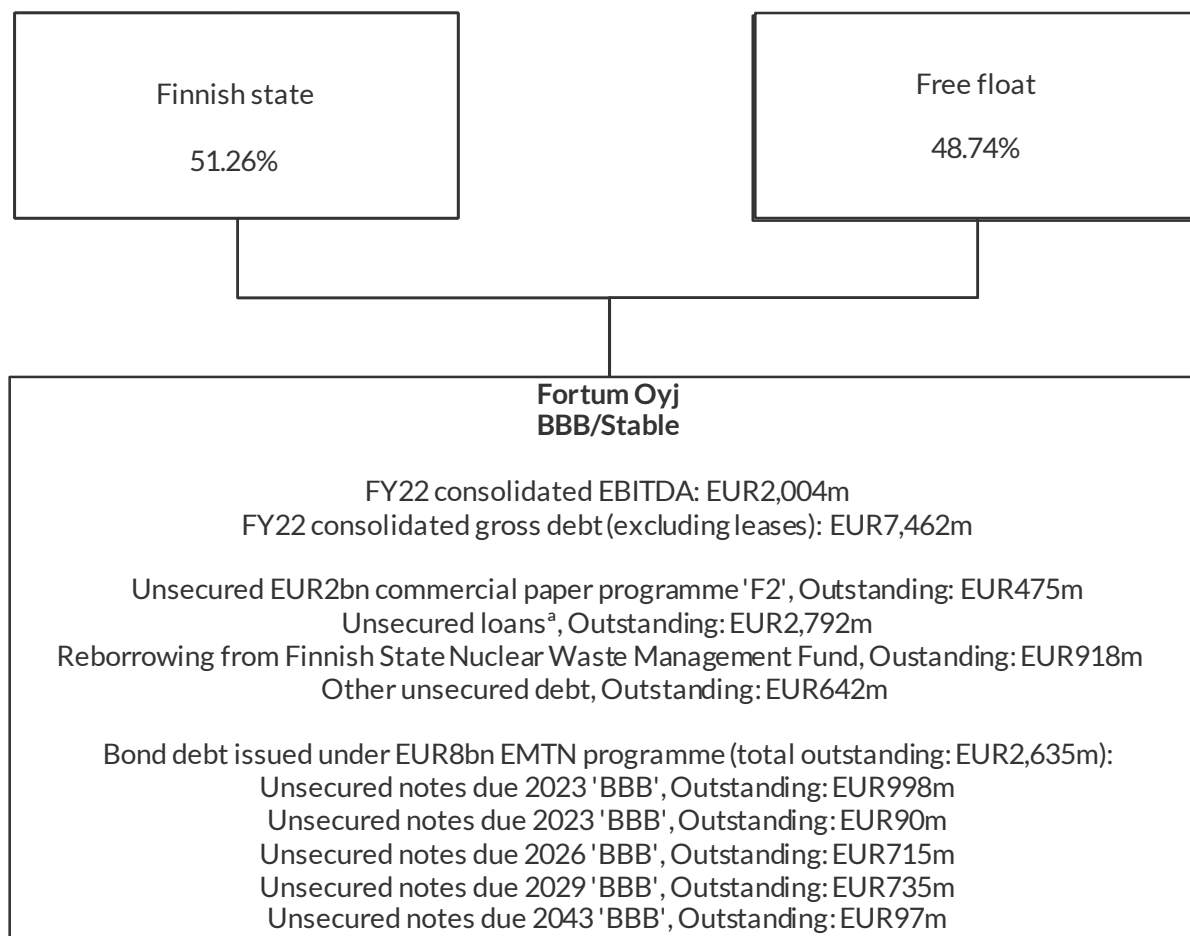 Finnish state
51.26%
Free float
48.74%
Fortum Oyj
BBB/Stable
FY22 consolidated EBITDA: EUR2,004m
FY22 consolidated gross debt (excluding leases): EUR7,462m
Unsecured EUR2bn commercial paper programme 'F2', Outstanding: EUR475m
Unsecured loansª, Outstanding: EUR2,792m
Reborrowing from Finnish State Nuclear Waste Management Fund, Oustanding: EUR918m
Other unsecured debt, Outstanding: EUR642m
Bond debt issued under EUR8bn EMTN programme (total outstanding: EUR2,635m):
Unsecured notes due 2023 'BBB', Outstanding: EUR998m
Unsecured notes due 2023 'BBB', Outstanding: EUR90m
Unsecured notes due 2026 'BBB', Outstanding: EUR715m
Unsecured notes due 2029 'BBB', Outstanding: EUR735m
Unsecured notes due 2043 'BBB', Outstanding: EUR97m